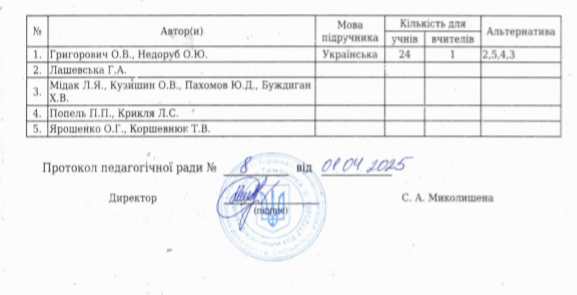 № Автор(и) Мова підручника Кількість для Альтернатива
учнів вчителів
1. Григорович О.В., Недоруб О.Ю. Українська 24 1 2,5,4,3
2. Лашевська Г.А.
3. Мідак Л.Я., Кузишин О.В., Пахомов Ю.Д., Буждиган
Х.В.
4. Попель П.П., Крикля Л.С.
5. Ярошенко О.Г., Коршевнюк Т.В.
Протокол педагогічної ради № 8 від 01 04 2025
Директор С. А. Миколишена
(підпис)